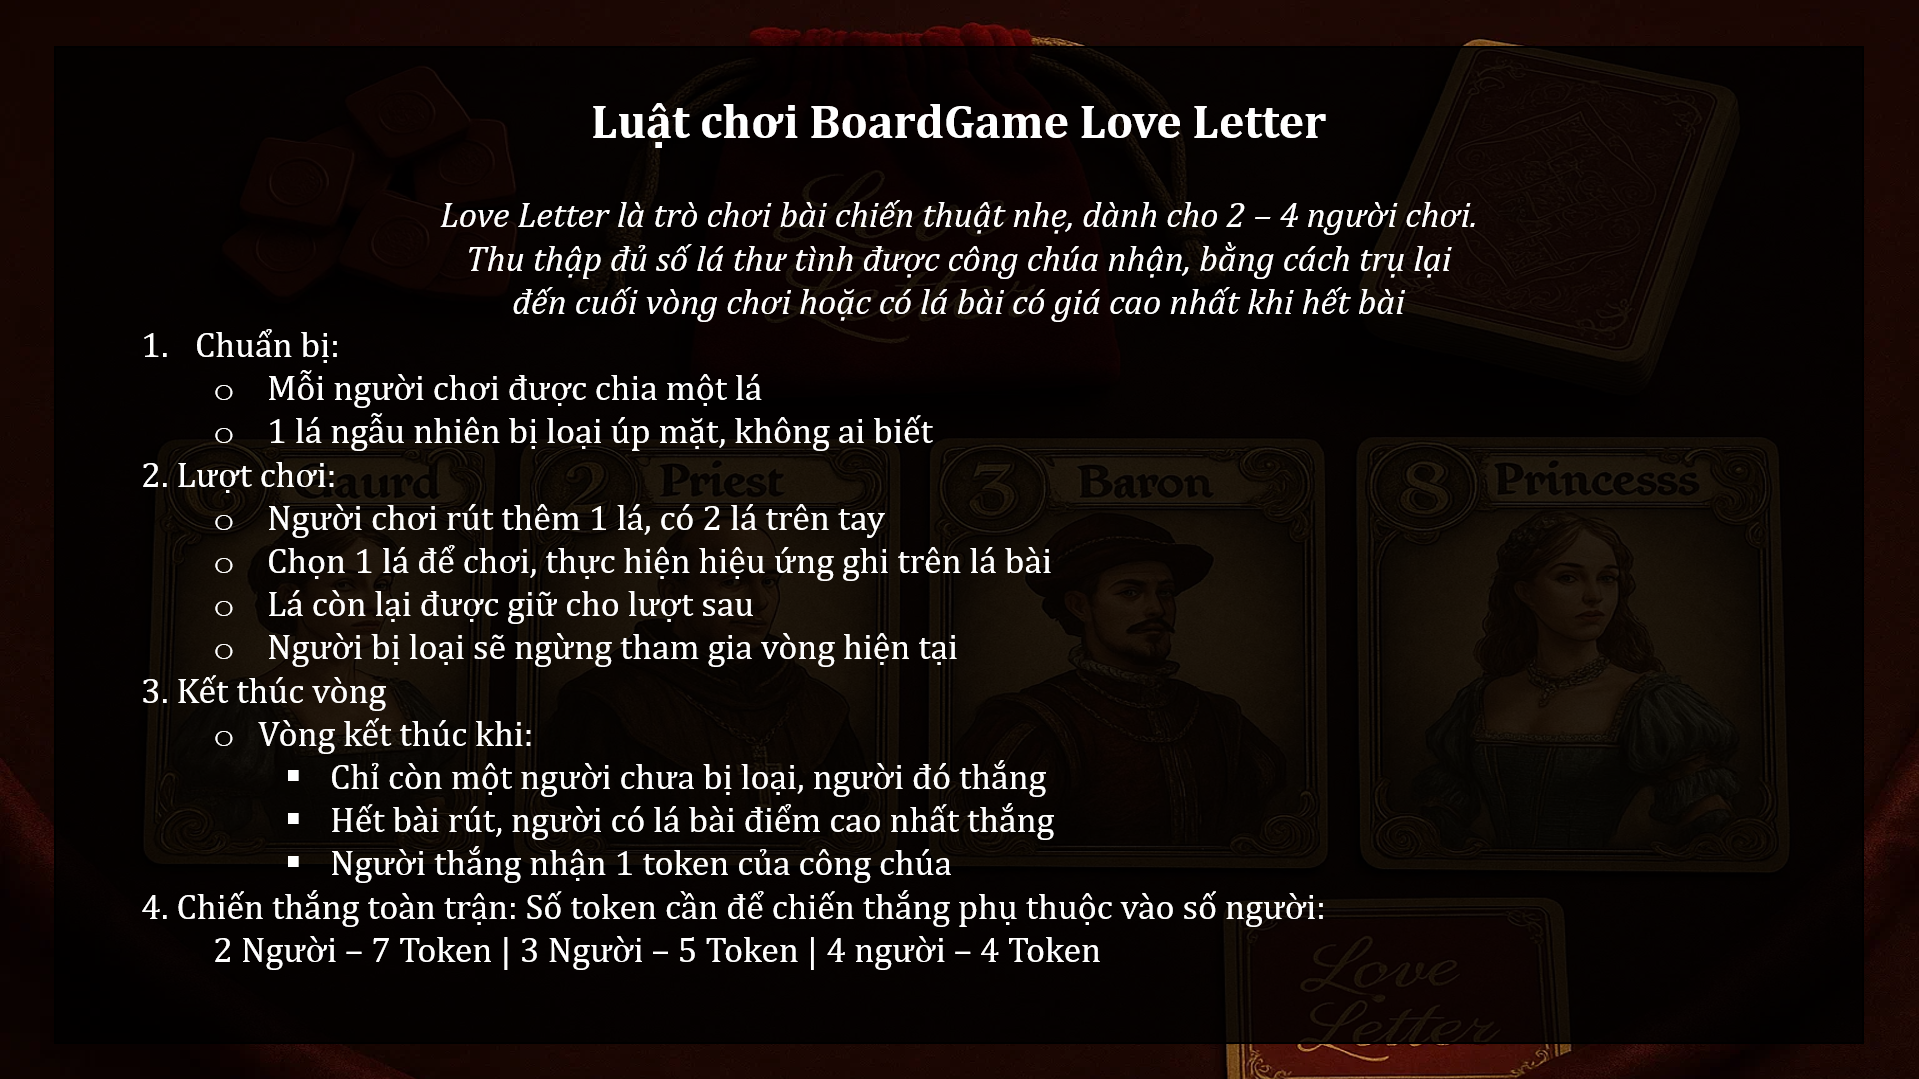 Luật chơi BoardGame Love Letter
Love Letter là trò chơi bài chiến thuật nhẹ, dành cho 2 – 4 người chơi.
Thu thập đủ số lá thư tình được công chúa nhận, bằng cách trụ lại
đến cuối vòng chơi hoặc có lá bài có giá cao nhất khi hết bài
1. Chuẩn bị:
o Mỗi người chơi được chia một lá
o 1 lá ngẫu nhiên bị loại úp mặt, không ai biết
2. Lượt chơi:
o Người chơi rút thêm 1 lá, có 2 lá trên tay
o Chọn 1 lá để chơi, thực hiện hiệu ứng ghi trên lá bài
o Lá còn lại được giữ cho lượt sau
o Người bị loại sẽ ngừng tham gia vòng hiện tại
3. Kết thúc vòng
o Vòng kết thúc khi:
▪ Chỉ còn một người chưa bị loại, người đó thắng
▪ Hết bài rút, người có lá bài điểm cao nhất thắng
▪ Người thắng nhận 1 token của công chúa
4. Chiến thắng toàn trận: Số token cần để chiến thắng phụ thuộc vào số người:
2 Người – 7 Token | 3 Người – 5 Token | 4 người – 4 Token
Love
Letter
Gaurd
2 Priest
3 Baron
8 Princesss
Love
Letter